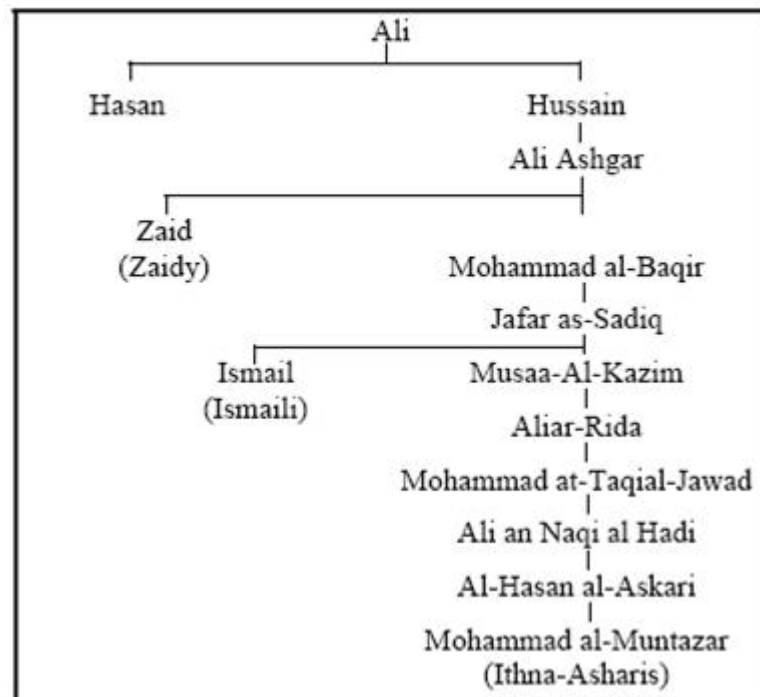 Ali
Hasan Hussain
Ali Ashgar
Zaid
(Zaidy)
Mohammad al-Baqir
Jafar as-Sadiq
Ismail Musaa-Al-Kazim
(Ismaili)
Aliar-Rida
Mohammad at-Taqial-Jawad
Ali an Naqi al Hadi
Al-Hasan al-Askari
Mohammad al-Muntazar
(Ithna-Asharis)